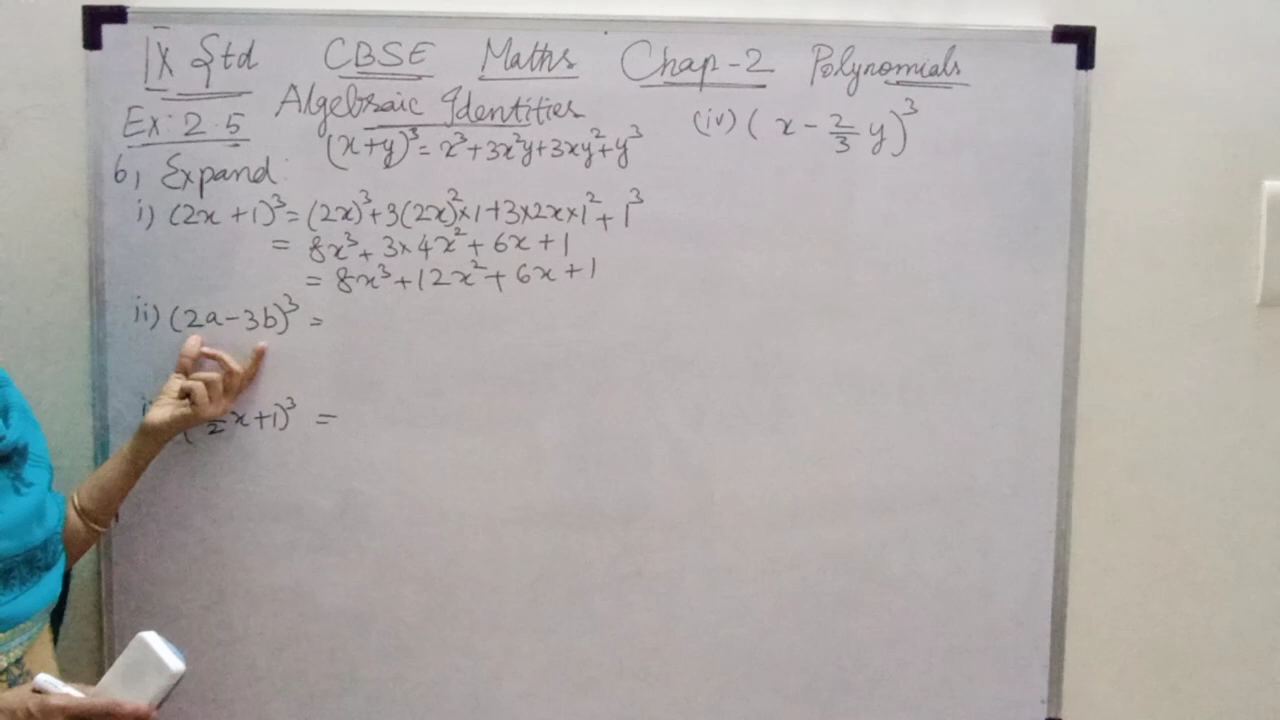 IX Std CBSE Maths Chap-2 Polynomials
Ex: 2.5 Algebraic Identities
(x+y)³ = x³+3x²y+3xy²+y³
6, Expand:
i) (2x+1)³ = (2x)³+3(2x)²×1+3×2x×1²+1³
= 8x³+3×4x²+6x+1
= 8x³+12x²+6x+1
ii) (2a-3b)³ =
2x+1)³ =
(iv) (x - 2/3 y)³